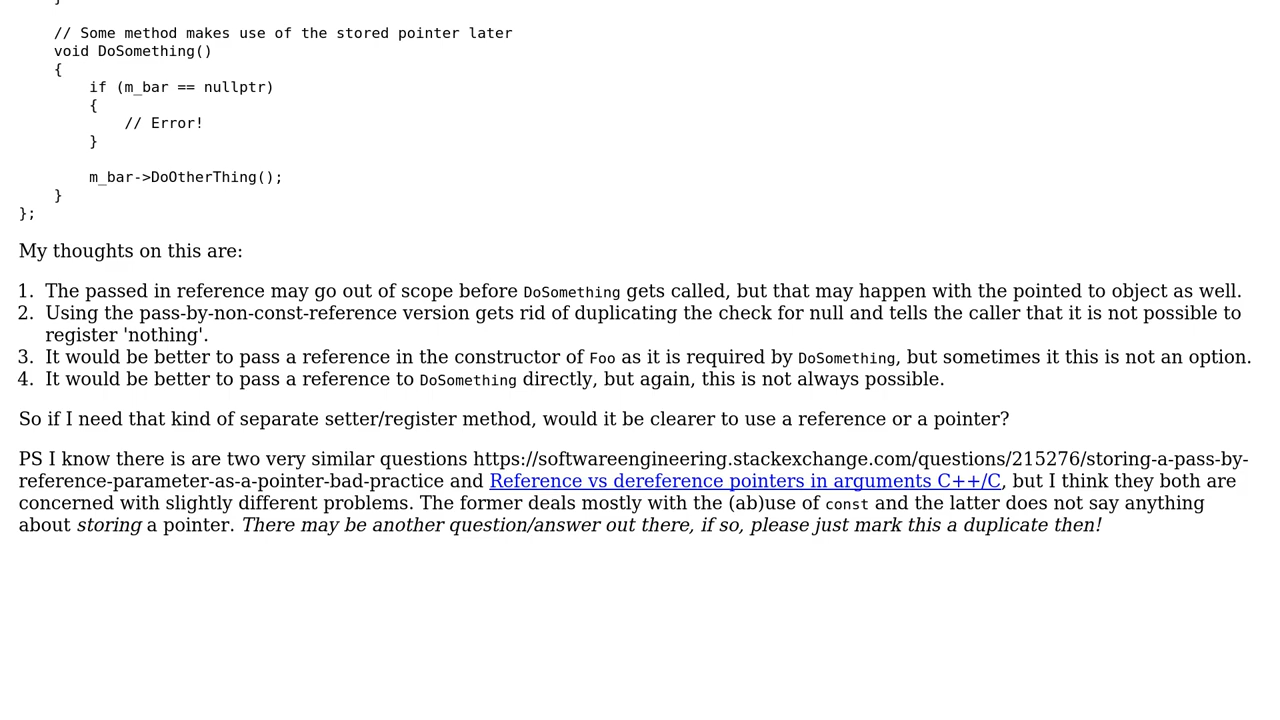 // Some method makes use of the stored pointer later
void DoSomething()
{
if (m_bar == nullptr)
{
// Error!
}
m_bar->DoOtherThing();
}
};
My thoughts on this are:
1. The passed in reference may go out of scope before DoSomething gets called, but that may happen with the pointed to object as well.
2. Using the pass-by-non-const-reference version gets rid of duplicating the check for null and tells the caller that it is not possible to
register 'nothing'.
3. It would be better to pass a reference in the constructor of Foo as it is required by DoSomething, but sometimes it this is not an option.
4. It would be better to pass a reference to DoSomething directly, but again, this is not always possible.
So if I need that kind of separate setter/register method, would it be clearer to use a reference or a pointer?
PS I know there is are two very similar questions https://softwareengineering.stackexchange.com/questions/215276/storing-a-pass-by-
reference-parameter-as-a-pointer-bad-practice and Reference vs dereference pointers in arguments C++/C, but I think they both are
concerned with slightly different problems. The former deals mostly with the (ab)use of const and the latter does not say anything
about storing a pointer. There may be another question/answer out there, if so, please just mark this a duplicate then!